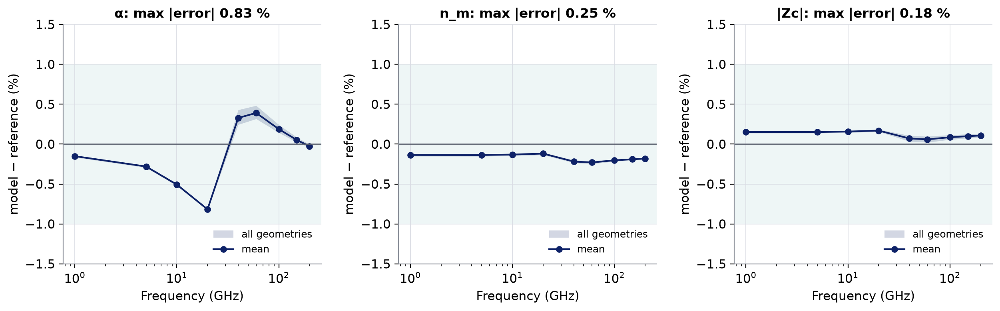 α: max |error| 0.83 %
1.5
1.0
0.5
0.0
−0.5
−1.0
−1.5
model − reference (%)
all geometries
mean
10⁰ 10¹ 10²
Frequency (GHz)
n_m: max |error| 0.25 %
1.5
1.0
0.5
0.0
−0.5
−1.0
−1.5
model − reference (%)
all geometries
mean
10⁰ 10¹ 10²
Frequency (GHz)
|Zc|: max |error| 0.18 %
1.5
1.0
0.5
0.0
−0.5
−1.0
−1.5
model − reference (%)
all geometries
mean
10⁰ 10¹ 10²
Frequency (GHz)